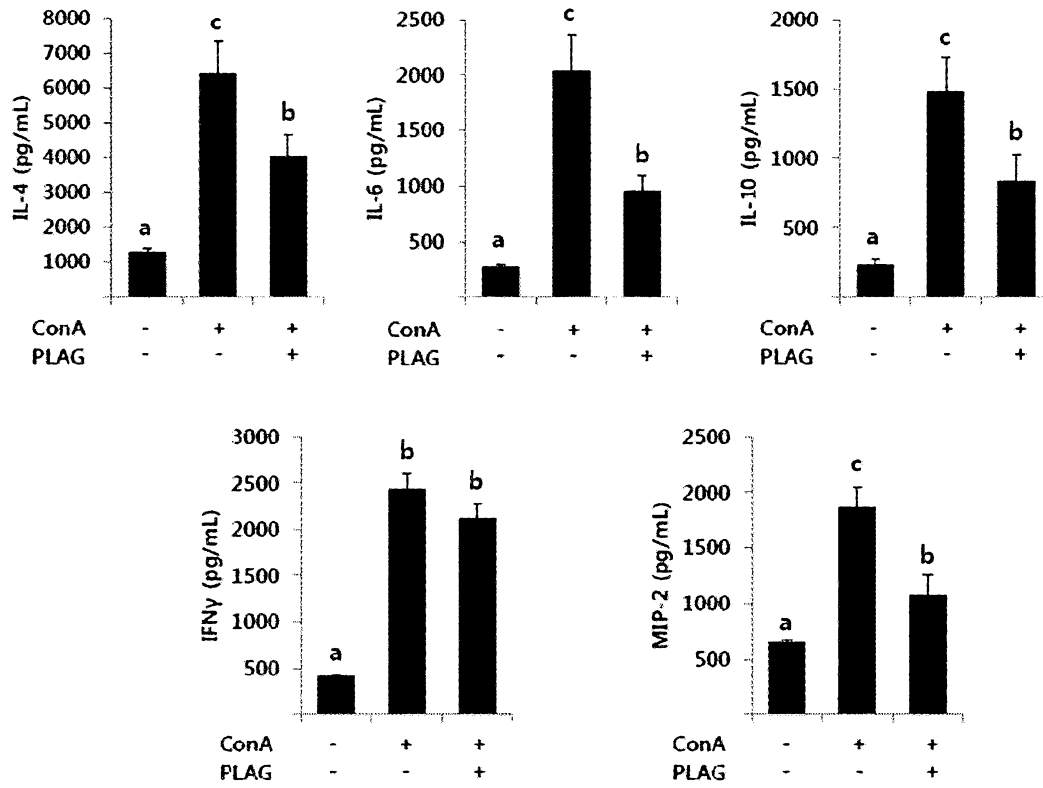 IL-4 (pg/mL)
8000
7000
6000
5000
4000
3000
2000
1000
a
c
b
ConA - + +
PLAG - - +
IL-6 (pg/mL)
2500
2000
1500
1000
500
a
c
b
ConA - + +
PLAG - - +
IL-10 (pg/mL)
2000
1500
1000
500
a
c
b
ConA - + +
PLAG - - +
IFNγ (pg/mL)
3000
2500
2000
1500
1000
500
a
b
b
ConA - + +
PLAG - - +
MIP-2 (pg/mL)
2500
2000
1500
1000
500
a
c
b
ConA - + +
PLAG - - +